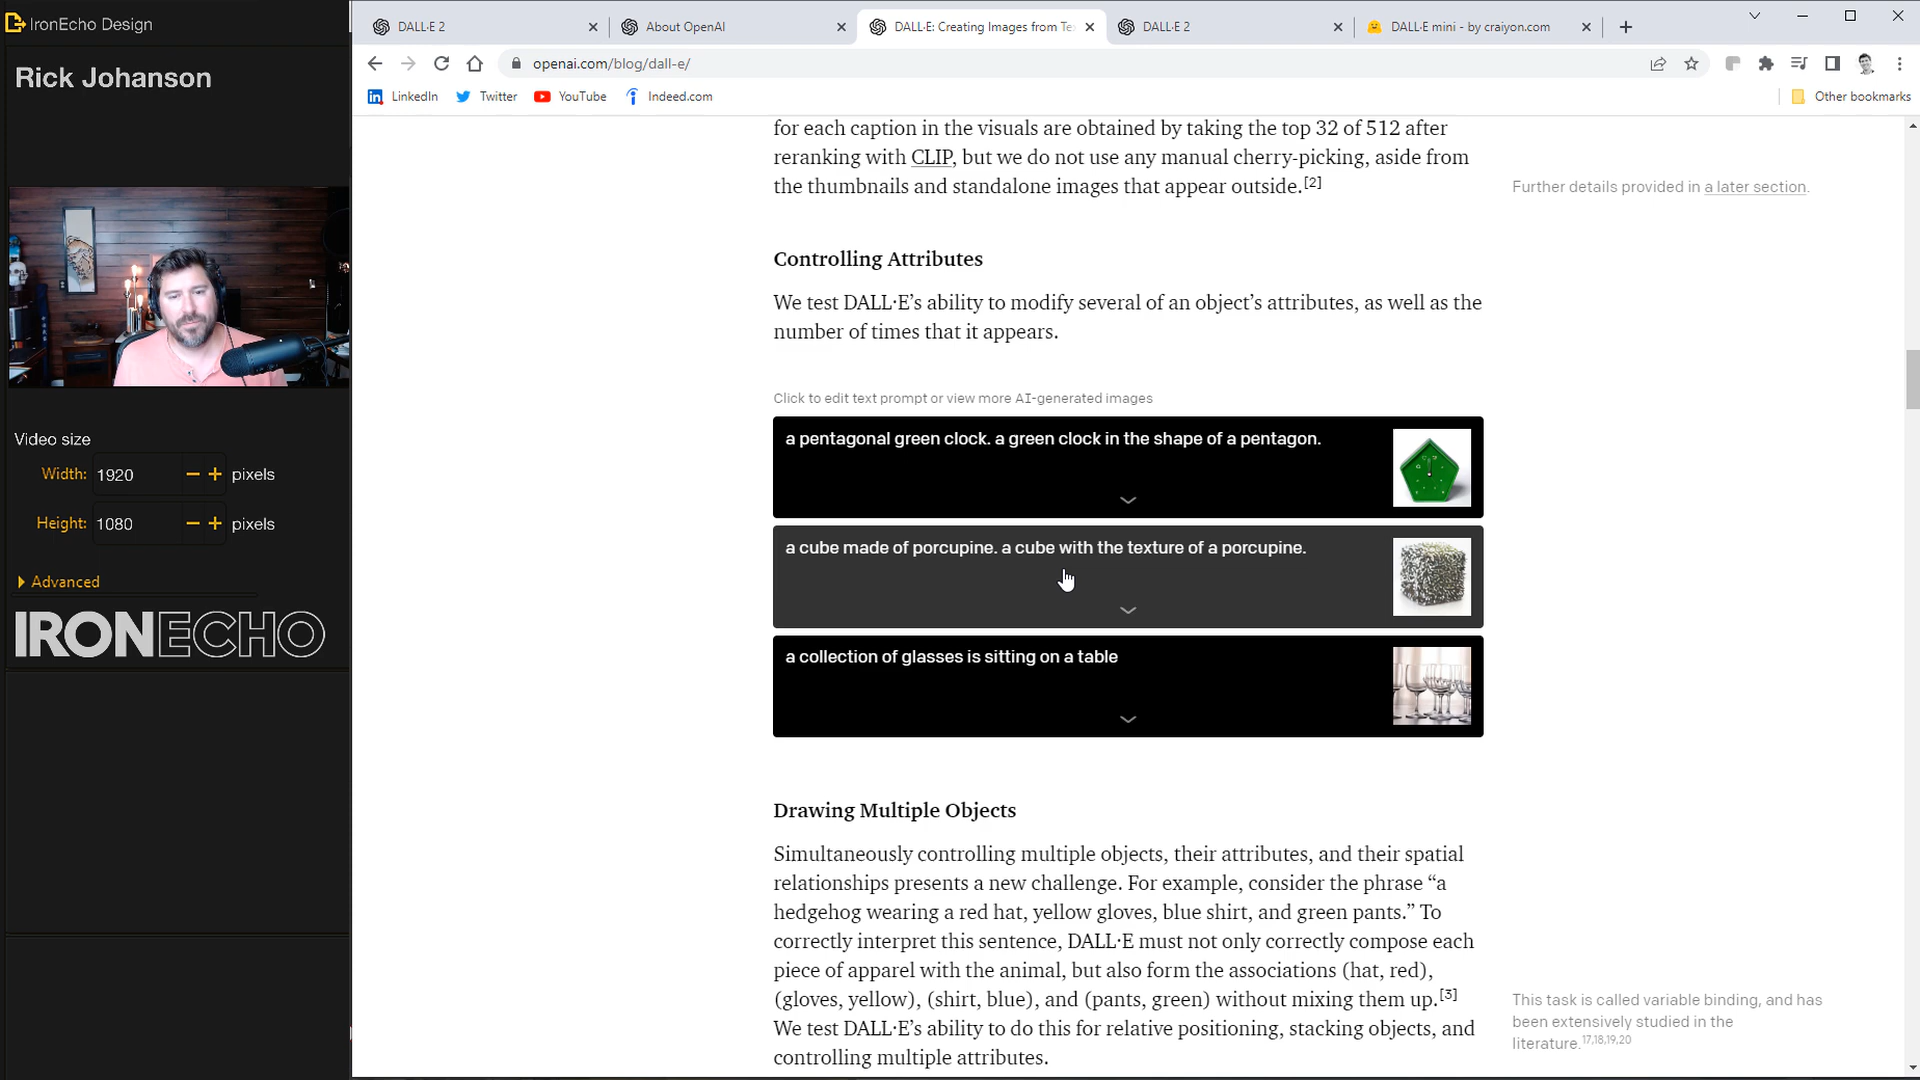 IronEcho Design
Rick Johanson
Video size
Width: 1920 − + pixels
Height: 1080 − + pixels
Advanced
IRONECHO
DALL·E 2
About OpenAI
DALL·E: Creating Images from Te
DALL·E 2
DALL·E mini - by craiyon.com
openai.com/blog/dall-e/
LinkedIn
Twitter
YouTube
Indeed.com
Other bookmarks
for each caption in the visuals are obtained by taking the top 32 of 512 after
reranking with CLIP, but we do not use any manual cherry-picking, aside from
the thumbnails and standalone images that appear outside.[2]
Further details provided in a later section.
Controlling Attributes
We test DALL·E’s ability to modify several of an object’s attributes, as well as the
number of times that it appears.
Click to edit text prompt or view more AI-generated images
a pentagonal green clock. a green clock in the shape of a pentagon.
a cube made of porcupine. a cube with the texture of a porcupine.
a collection of glasses is sitting on a table
Drawing Multiple Objects
Simultaneously controlling multiple objects, their attributes, and their spatial
relationships presents a new challenge. For example, consider the phrase “a
hedgehog wearing a red hat, yellow gloves, blue shirt, and green pants.” To
correctly interpret this sentence, DALL·E must not only correctly compose each
piece of apparel with the animal, but also form the associations (hat, red),
(gloves, yellow), (shirt, blue), and (pants, green) without mixing them up.[3]
We test DALL·E’s ability to do this for relative positioning, stacking objects, and
controlling multiple attributes.
This task is called variable binding, and has
been extensively studied in the
literature.17,18,19,20